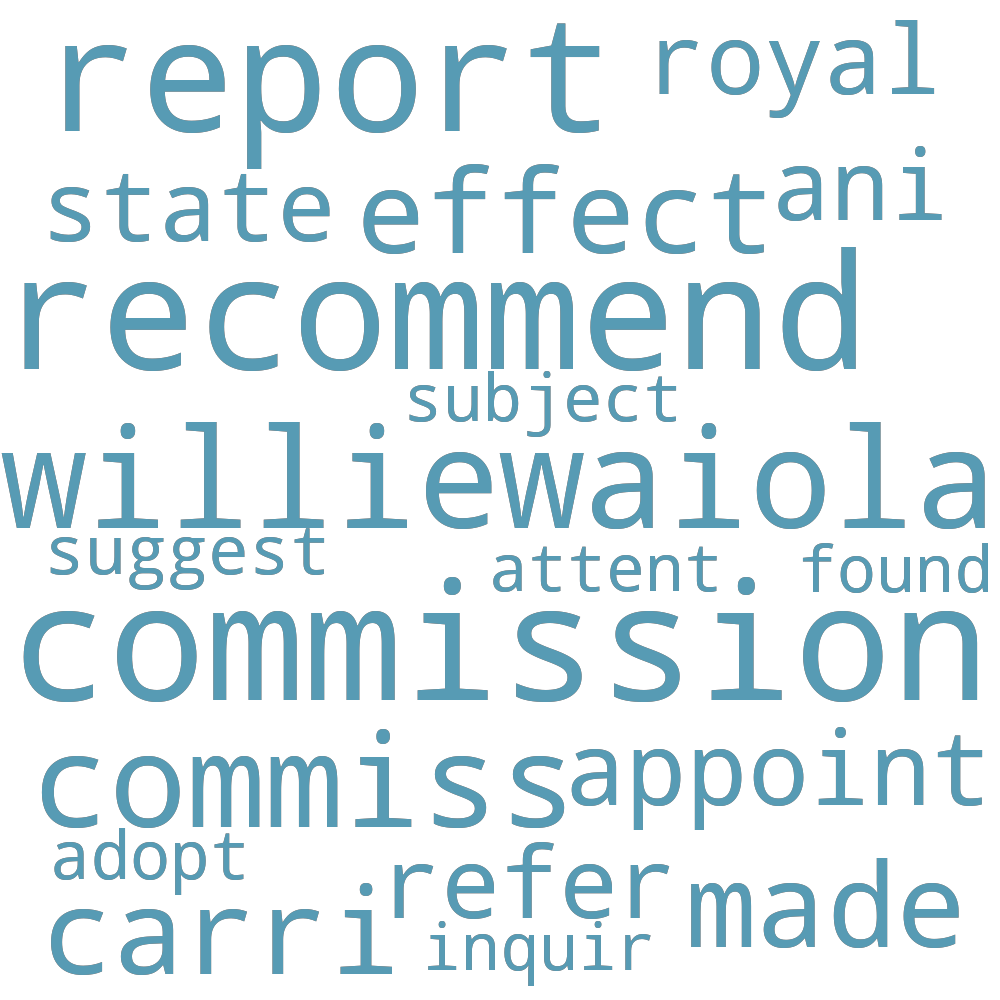 report royal
state effect ani
recommend
subject
williewaiola
suggest attent found
commission
commiss appoint
adopt refer made
carri inquir